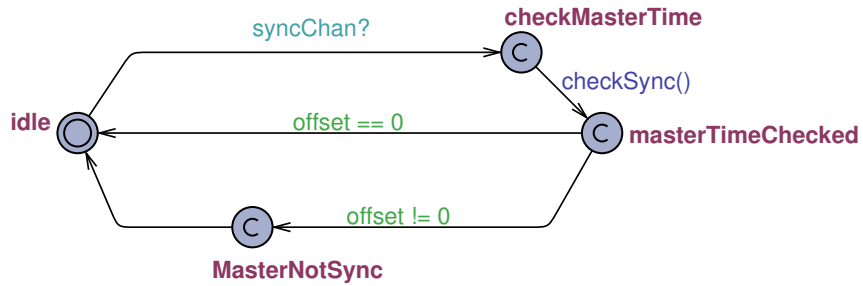 checkMasterTime
syncChan?
checkSync()
idle
offset == 0
masterTimeChecked
offset != 0
MasterNotSync
C
C
C